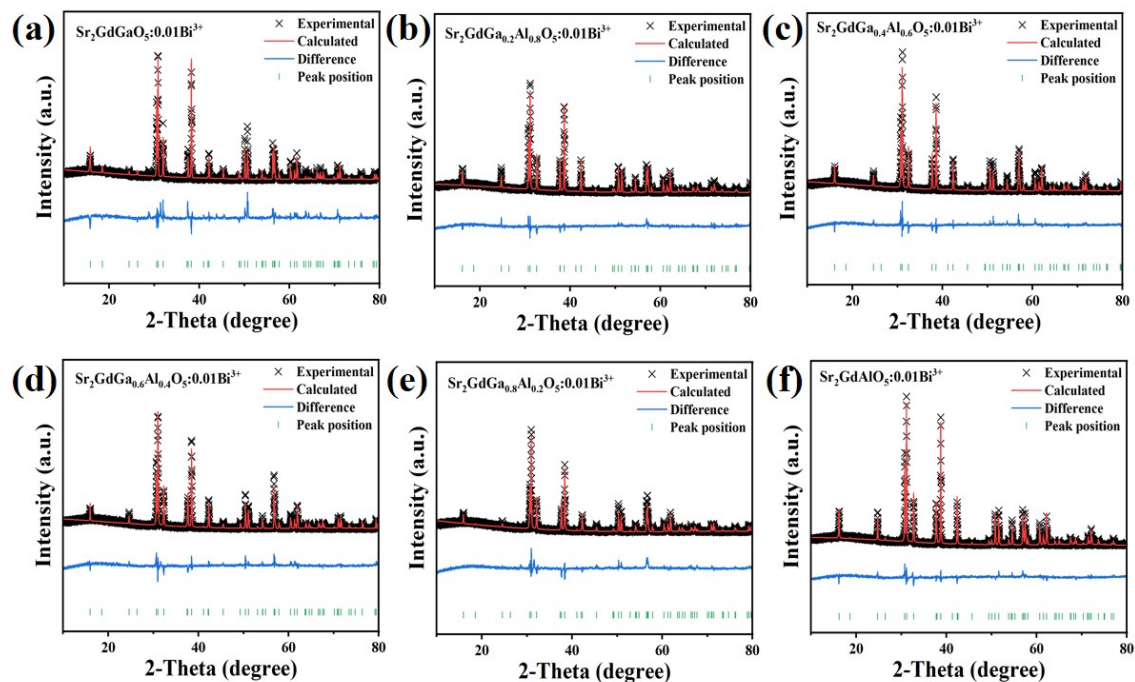 (a)
Sr₂GdGaO₅:0.01Bi³⁺
Experimental
Calculated
Difference
Peak position
Intensity (a.u.)
20 40 60 80
2-Theta (degree)
(b)
Sr₂GdGa₀.₂Al₀.₈O₅:0.01Bi³⁺
Experimental
Calculated
Difference
Peak position
Intensity (a.u.)
20 40 60 80
2-Theta (degree)
(c)
Sr₂GdGa₀.₄Al₀.₆O₅:0.01Bi³⁺
Experimental
Calculated
Difference
Peak position
Intensity (a.u.)
20 40 60 80
2-Theta (degree)
(d)
Sr₂GdGa₀.₆Al₀.₄O₅:0.01Bi³⁺
Experimental
Calculated
Difference
Peak position
Intensity (a.u.)
20 40 60 80
2-Theta (degree)
(e)
Sr₂GdGa₀.₈Al₀.₂O₅:0.01Bi³⁺
Experimental
Calculated
Difference
Peak position
Intensity (a.u.)
20 40 60 80
2-Theta (degree)
(f)
Sr₂GdAlO₅:0.01Bi³⁺
Experimental
Calculated
Difference
Peak position
Intensity (a.u.)
20 40 60 80
2-Theta (degree)